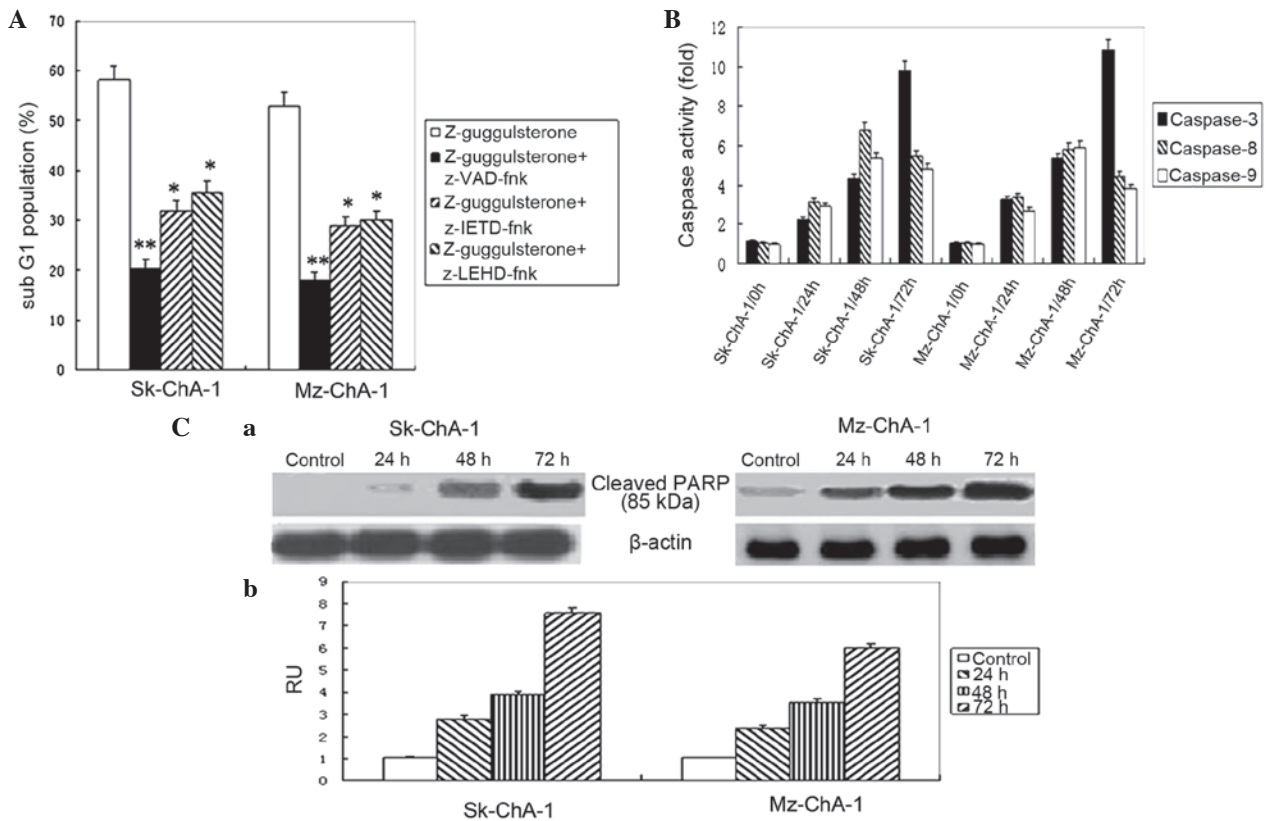 A
sub G1 population (%)
70
60
50
40
30
20
10
0
**
*
*
**
*
*
Sk-ChA-1
Mz-ChA-1
Z-guggulsterone
Z-guggulsterone+
z-VAD-fnk
Z-guggulsterone+
z-IETD-fnk
Z-guggulsterone+
z-LEHD-fnk
B
Caspase activity (fold)
12
10
8
6
4
2
0
Sk-ChA-1/0h
Sk-ChA-1/24h
Sk-ChA-1/48h
Sk-ChA-1/72h
Mz-ChA-1/0h
Mz-ChA-1/24h
Mz-ChA-1/48h
Mz-ChA-1/72h
Caspase-3
Caspase-8
Caspase-9
C
a
Sk-ChA-1
Mz-ChA-1
Control 24 h 48 h 72 h
Control 24 h 48 h 72 h
Cleaved PARP
(85 kDa)
β-actin
b
RU
9
8
7
6
5
4
3
2
1
0
Sk-ChA-1
Mz-ChA-1
Control
24 h
48 h
72 h